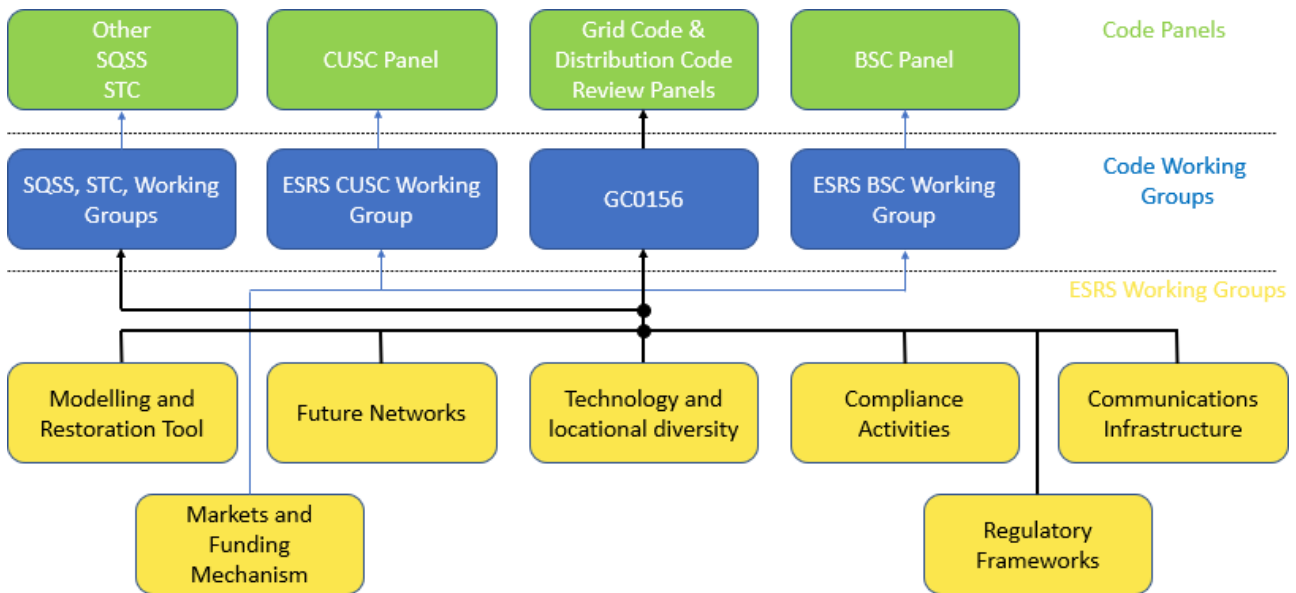 Other
SQSS
STC
CUSC Panel
Grid Code &
Distribution Code
Review Panels
BSC Panel
Code Panels
SQSS, STC, Working
Groups
ESRS CUSC Working
Group
GC0156
ESRS BSC Working
Group
Code Working
Groups
ESRS Working Groups
Modelling and
Restoration Tool
Future Networks
Technology and
locational diversity
Compliance
Activities
Communications
Infrastructure
Markets and
Funding
Mechanism
Regulatory
Frameworks